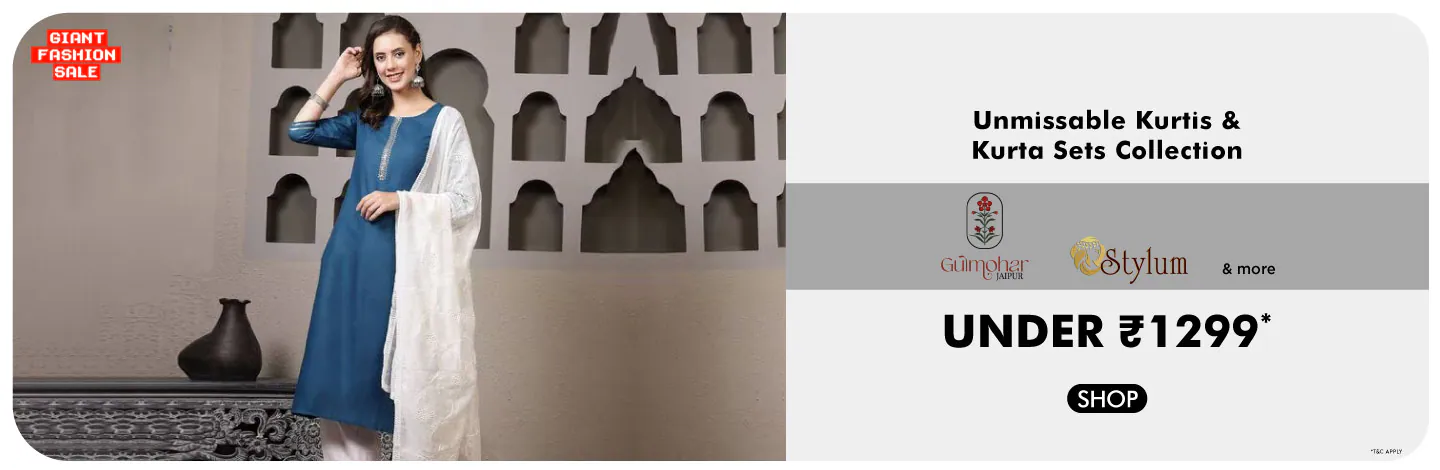 GIANT
FASHION
SALE
Unmissable Kurtis &
Kurta Sets Collection
Gulmohar
JAIPUR
Stylum
& more
UNDER ₹1299*
SHOP
*T&C APPLY